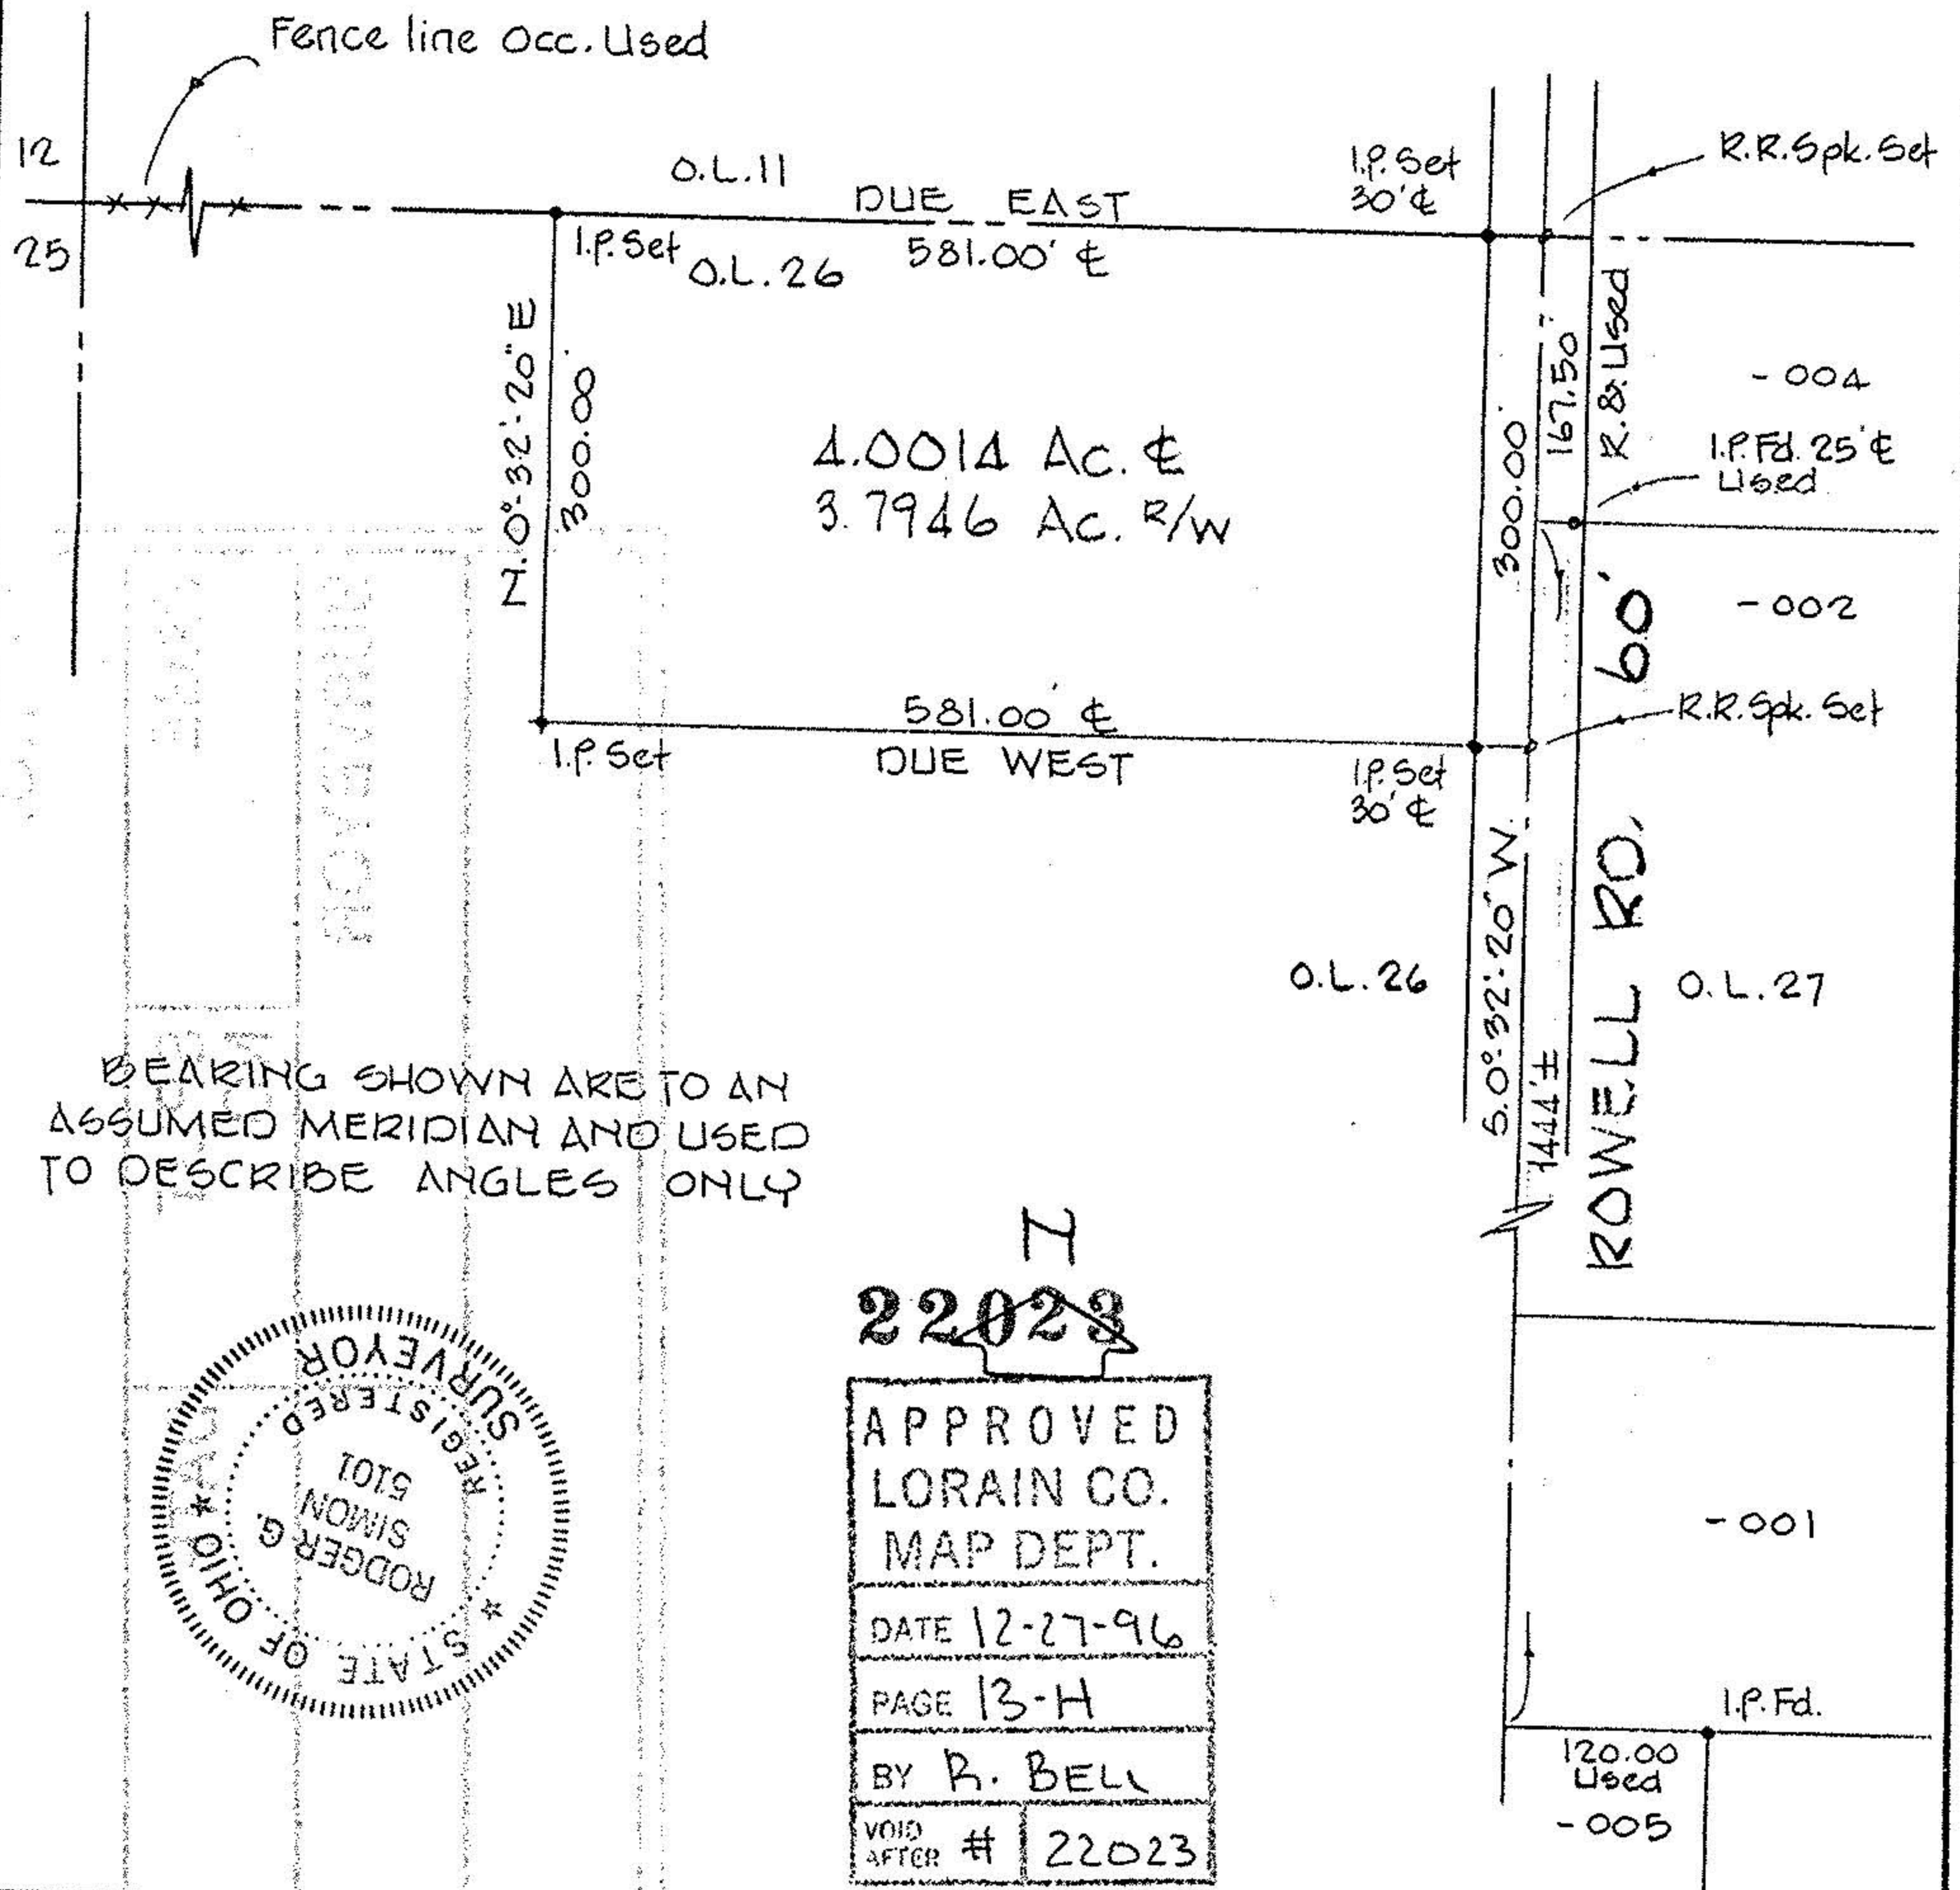 Fence line Occ. Used
12
25
O.L.11
DUE EAST
I.P. Set
30' ℄
R.R. Spk. Set
I.P. Set
O.L. 26
581.00' ℄
N. 0°-32'-20" E
300.00'
4.0014 Ac. ℄
3.7946 Ac. R/W
300.00'
167.50'
R. & Used
- 004
I.P. Fd. 25' ℄
Used
- 002
R.R. Spk. Set
581.00' ℄
DUE WEST
I.P. Set
I.P. Set
30' ℄
O.L. 26
S. 0°-32'-20" W.
1444'±
ROWELL RD. 60'
O.L. 27
SURVEYOR
BEARING SHOWN ARE TO AN
ASSUMED MERIDIAN AND USED
TO DESCRIBE ANGLES ONLY
N
22023
STATE OF OHIO
RODGER G.
SIMON
5101
REGISTERED
SURVEYOR
APPROVED
LORAIN CO.
MAP DEPT.
DATE 12-27-96
PAGE 13-H
BY R. BELL
VOID
AFTER # 22023
- 001
I.P. Fd.
120.00
Used
- 005